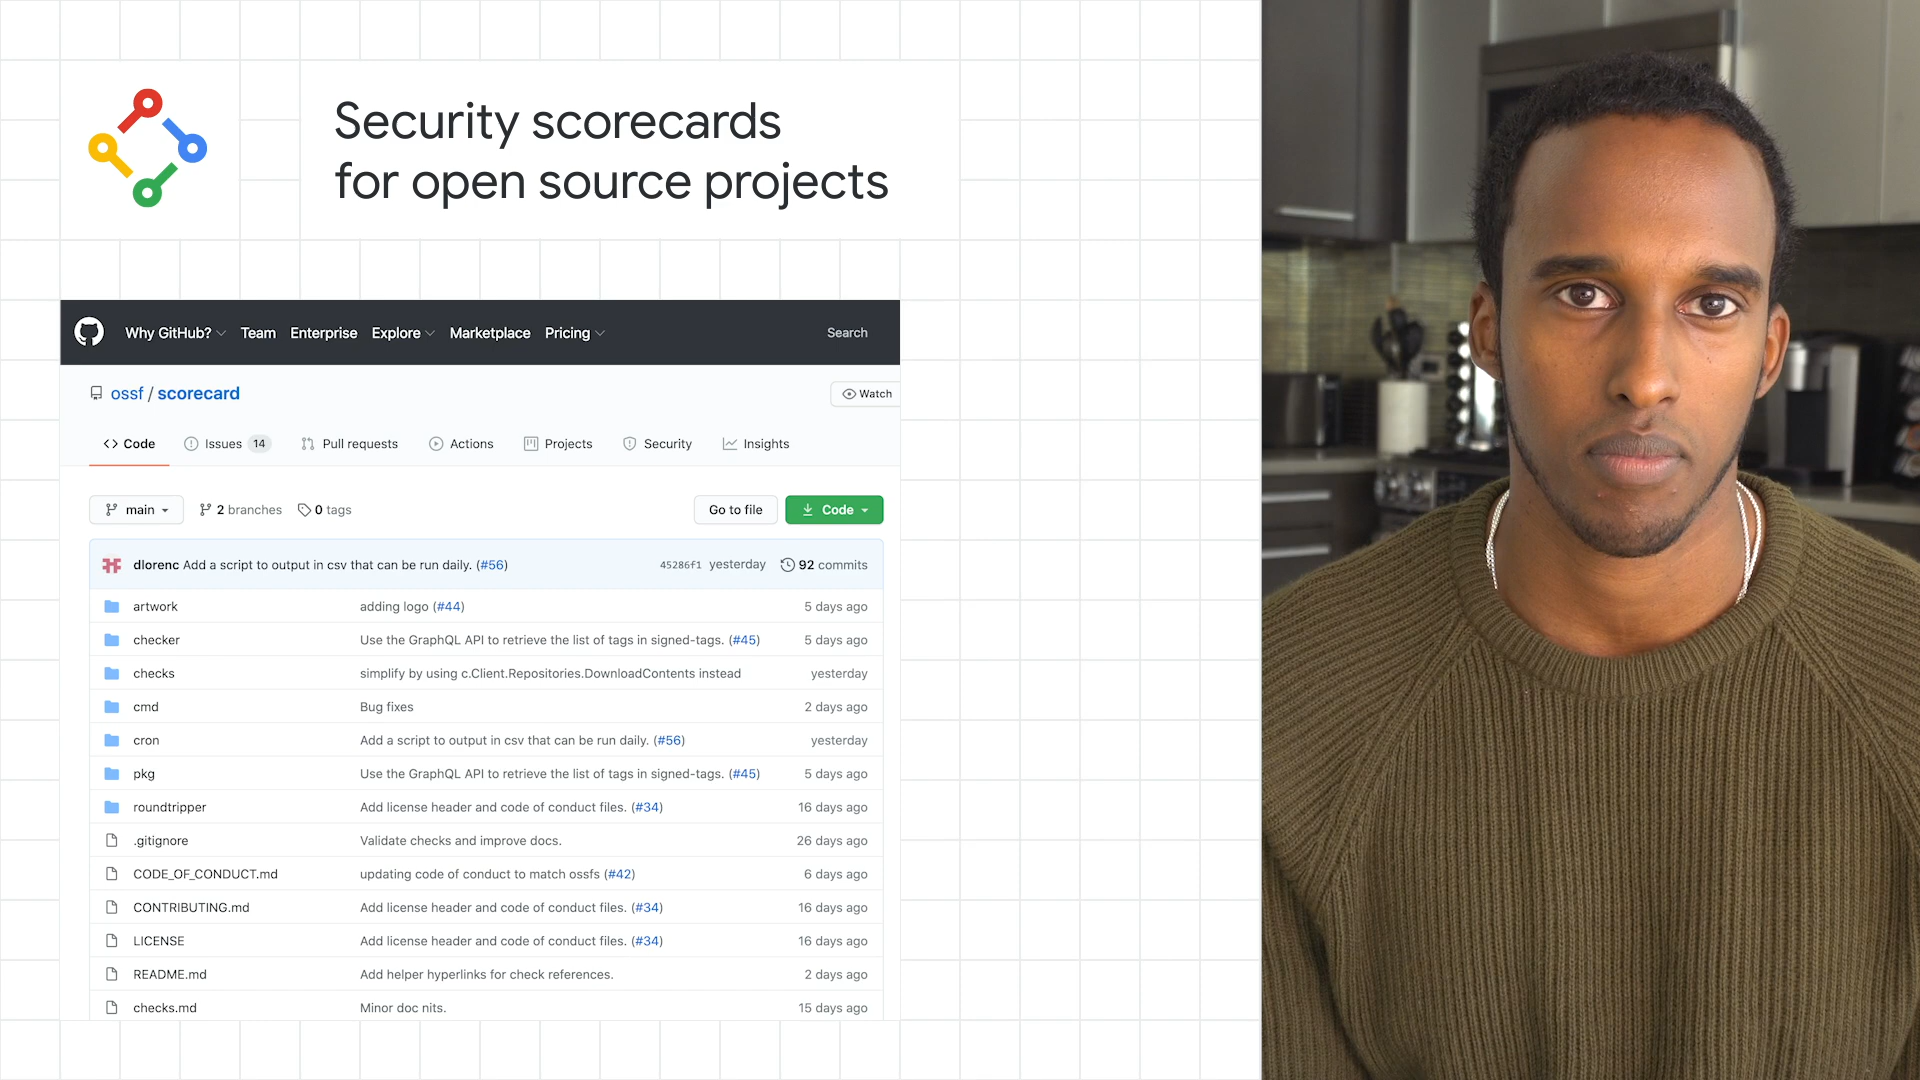 Security scorecards
for open source projects
Why GitHub? Team Enterprise Explore Marketplace Pricing Search
ossf / scorecard Watch
Code Issues 14 Pull requests Actions Projects Security Insights
main 2 branches 0 tags Go to file Code
dlorenc Add a script to output in csv that can be run daily. (#56) 45286f1 yesterday 92 commits
artwork adding logo (#44) 5 days ago
checker Use the GraphQL API to retrieve the list of tags in signed-tags. (#45) 5 days ago
checks simplify by using c.Client.Repositories.DownloadContents instead yesterday
cmd Bug fixes 2 days ago
cron Add a script to output in csv that can be run daily. (#56) yesterday
pkg Use the GraphQL API to retrieve the list of tags in signed-tags. (#45) 5 days ago
roundtripper Add license header and code of conduct files. (#34) 16 days ago
.gitignore Validate checks and improve docs. 26 days ago
CODE_OF_CONDUCT.md updating code of conduct to match ossfs (#42) 6 days ago
CONTRIBUTING.md Add license header and code of conduct files. (#34) 16 days ago
LICENSE Add license header and code of conduct files. (#34) 16 days ago
README.md Add helper hyperlinks for check references. 2 days ago
checks.md Minor doc nits. 15 days ago